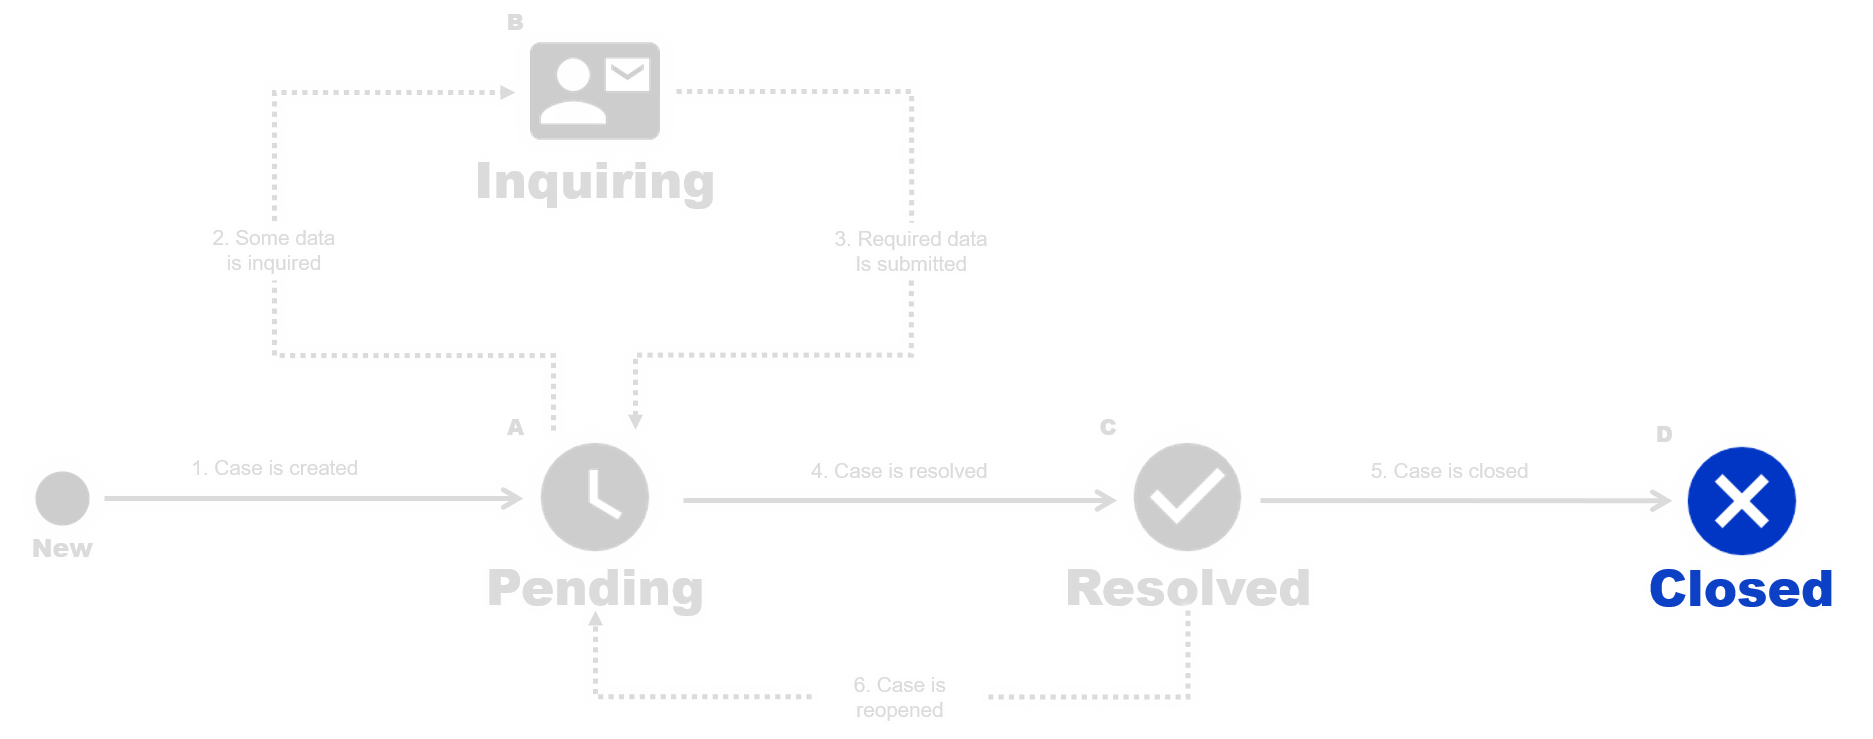 B
Inquiring
2. Some data
is inquired
3. Required data
Is submitted
A
C
D
1. Case is created
4. Case is resolved
5. Case is closed
New
Pending
Resolved
Closed
6. Case is
reopened